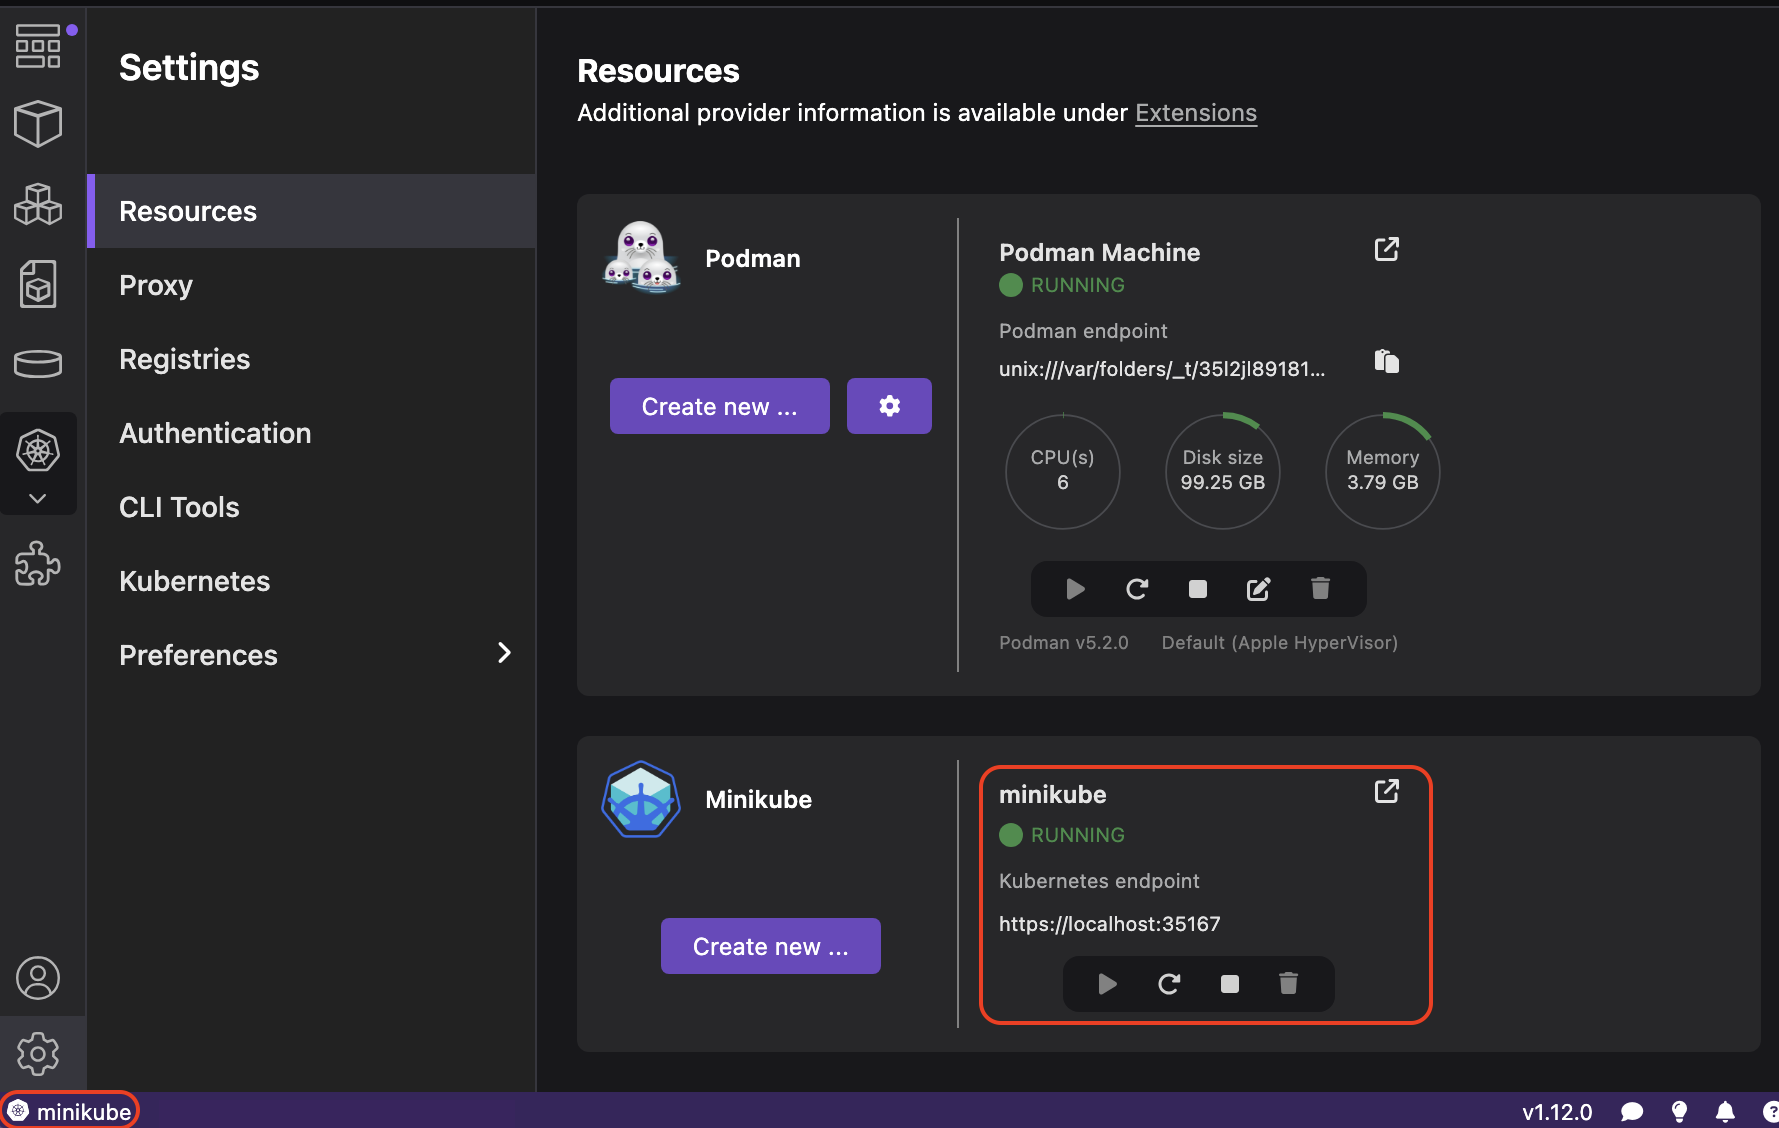 Settings
Resources
Proxy
Registries
Authentication
CLI Tools
Kubernetes
Preferences
Resources
Additional provider information is available under Extensions
Podman
Create new ...
Podman Machine
RUNNING
Podman endpoint
unix:///var/folders/_t/35l2jl89181...
CPU(s)
6
Disk size
99.25 GB
Memory
3.79 GB
Podman v5.2.0 Default (Apple HyperVisor)
Minikube
Create new ...
minikube
RUNNING
Kubernetes endpoint
https://localhost:35167
minikube
v1.12.0
?